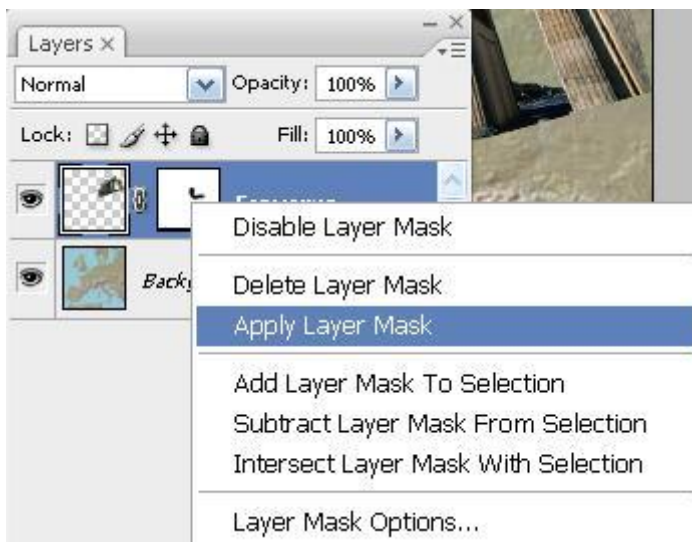 Layers ×
Normal Opacity: 100%
Lock: Fill: 100%
Disable Layer Mask
Delete Layer Mask
Apply Layer Mask
Add Layer Mask To Selection
Subtract Layer Mask From Selection
Intersect Layer Mask With Selection
Layer Mask Options...